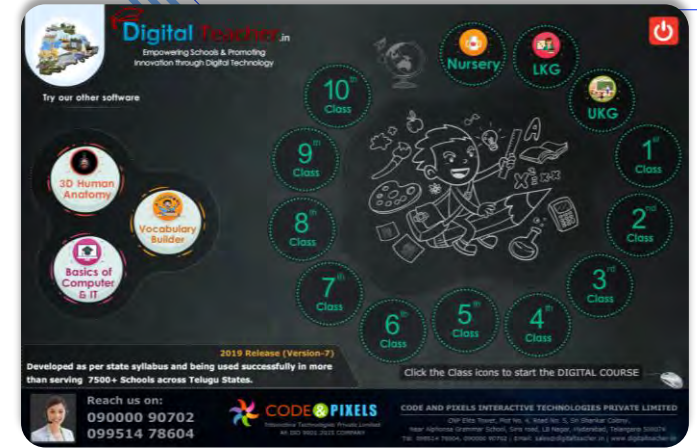 Digital Teacher.in
Empowering Schools & Promoting
Innovation through Digital Technology
Try our other software
3D Human
Anatomy
Vocabulary
Builder
Basics of
Computer
& IT
Nursery
LKG
UKG
1st
Class
2nd
Class
3rd
Class
4th
Class
5th
Class
6th
Class
7th
Class
8th
Class
9th
Class
10th
Class
2019 Release (Version-7)
Developed as per state syllabus and being used successfully in more
than serving 7500+ Schools across Telugu States.
Click the Class icons to start the DIGITAL COURSE
Reach us on:
090000 90702
099514 78604
CODE & PIXELS
Interactive Technologies Private Limited
CODE AND PIXELS INTERACTIVE TECHNOLOGIES PRIVATE LIMITED